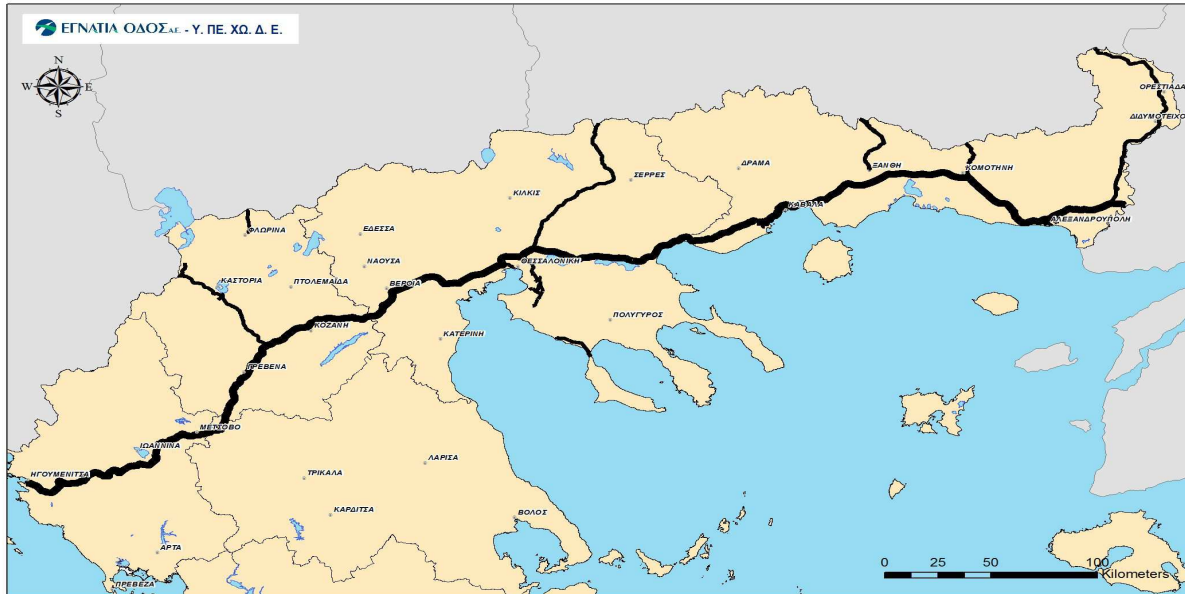 ΕΓΝΑΤΙΑ ΟΔΟΣ Α.Ε. - Υ. ΠΕ. ΧΩ. Δ. Ε.
N
W E
S
ΟΡΕΣΤΙΑΔΑ
ΔΙΔΥΜΟΤΕΙΧΟ
ΔΡΑΜΑ
ΞΑΝΘΗ
ΚΟΜΟΤΗΝΗ
ΣΕΡΡΕΣ
ΚΙΛΚΙΣ
ΚΑΒΑΛΑ
ΑΛΕΞΑΝΔΡΟΥΠΟΛΗ
ΦΛΩΡΙΝΑ
ΕΔΕΣΣΑ
ΝΑΟΥΣΑ
ΘΕΣΣΑΛΟΝΙΚΗ
ΚΑΣΤΟΡΙΑ
ΠΤΟΛΕΜΑΪΔΑ
ΒΕΡΟΙΑ
ΚΟΖΑΝΗ
ΚΑΤΕΡΙΝΗ
ΠΟΛΥΓΥΡΟΣ
ΓΡΕΒΕΝΑ
ΜΕΤΣΟΒΟ
ΙΩΑΝΝΙΝΑ
ΗΓΟΥΜΕΝΙΤΣΑ
ΛΑΡΙΣΑ
ΤΡΙΚΑΛΑ
ΚΑΡΔΙΤΣΑ
ΒΟΛΟΣ
ΑΡΤΑ
ΠΡΕΒΕΖΑ
0 25 50 100
Kilometers